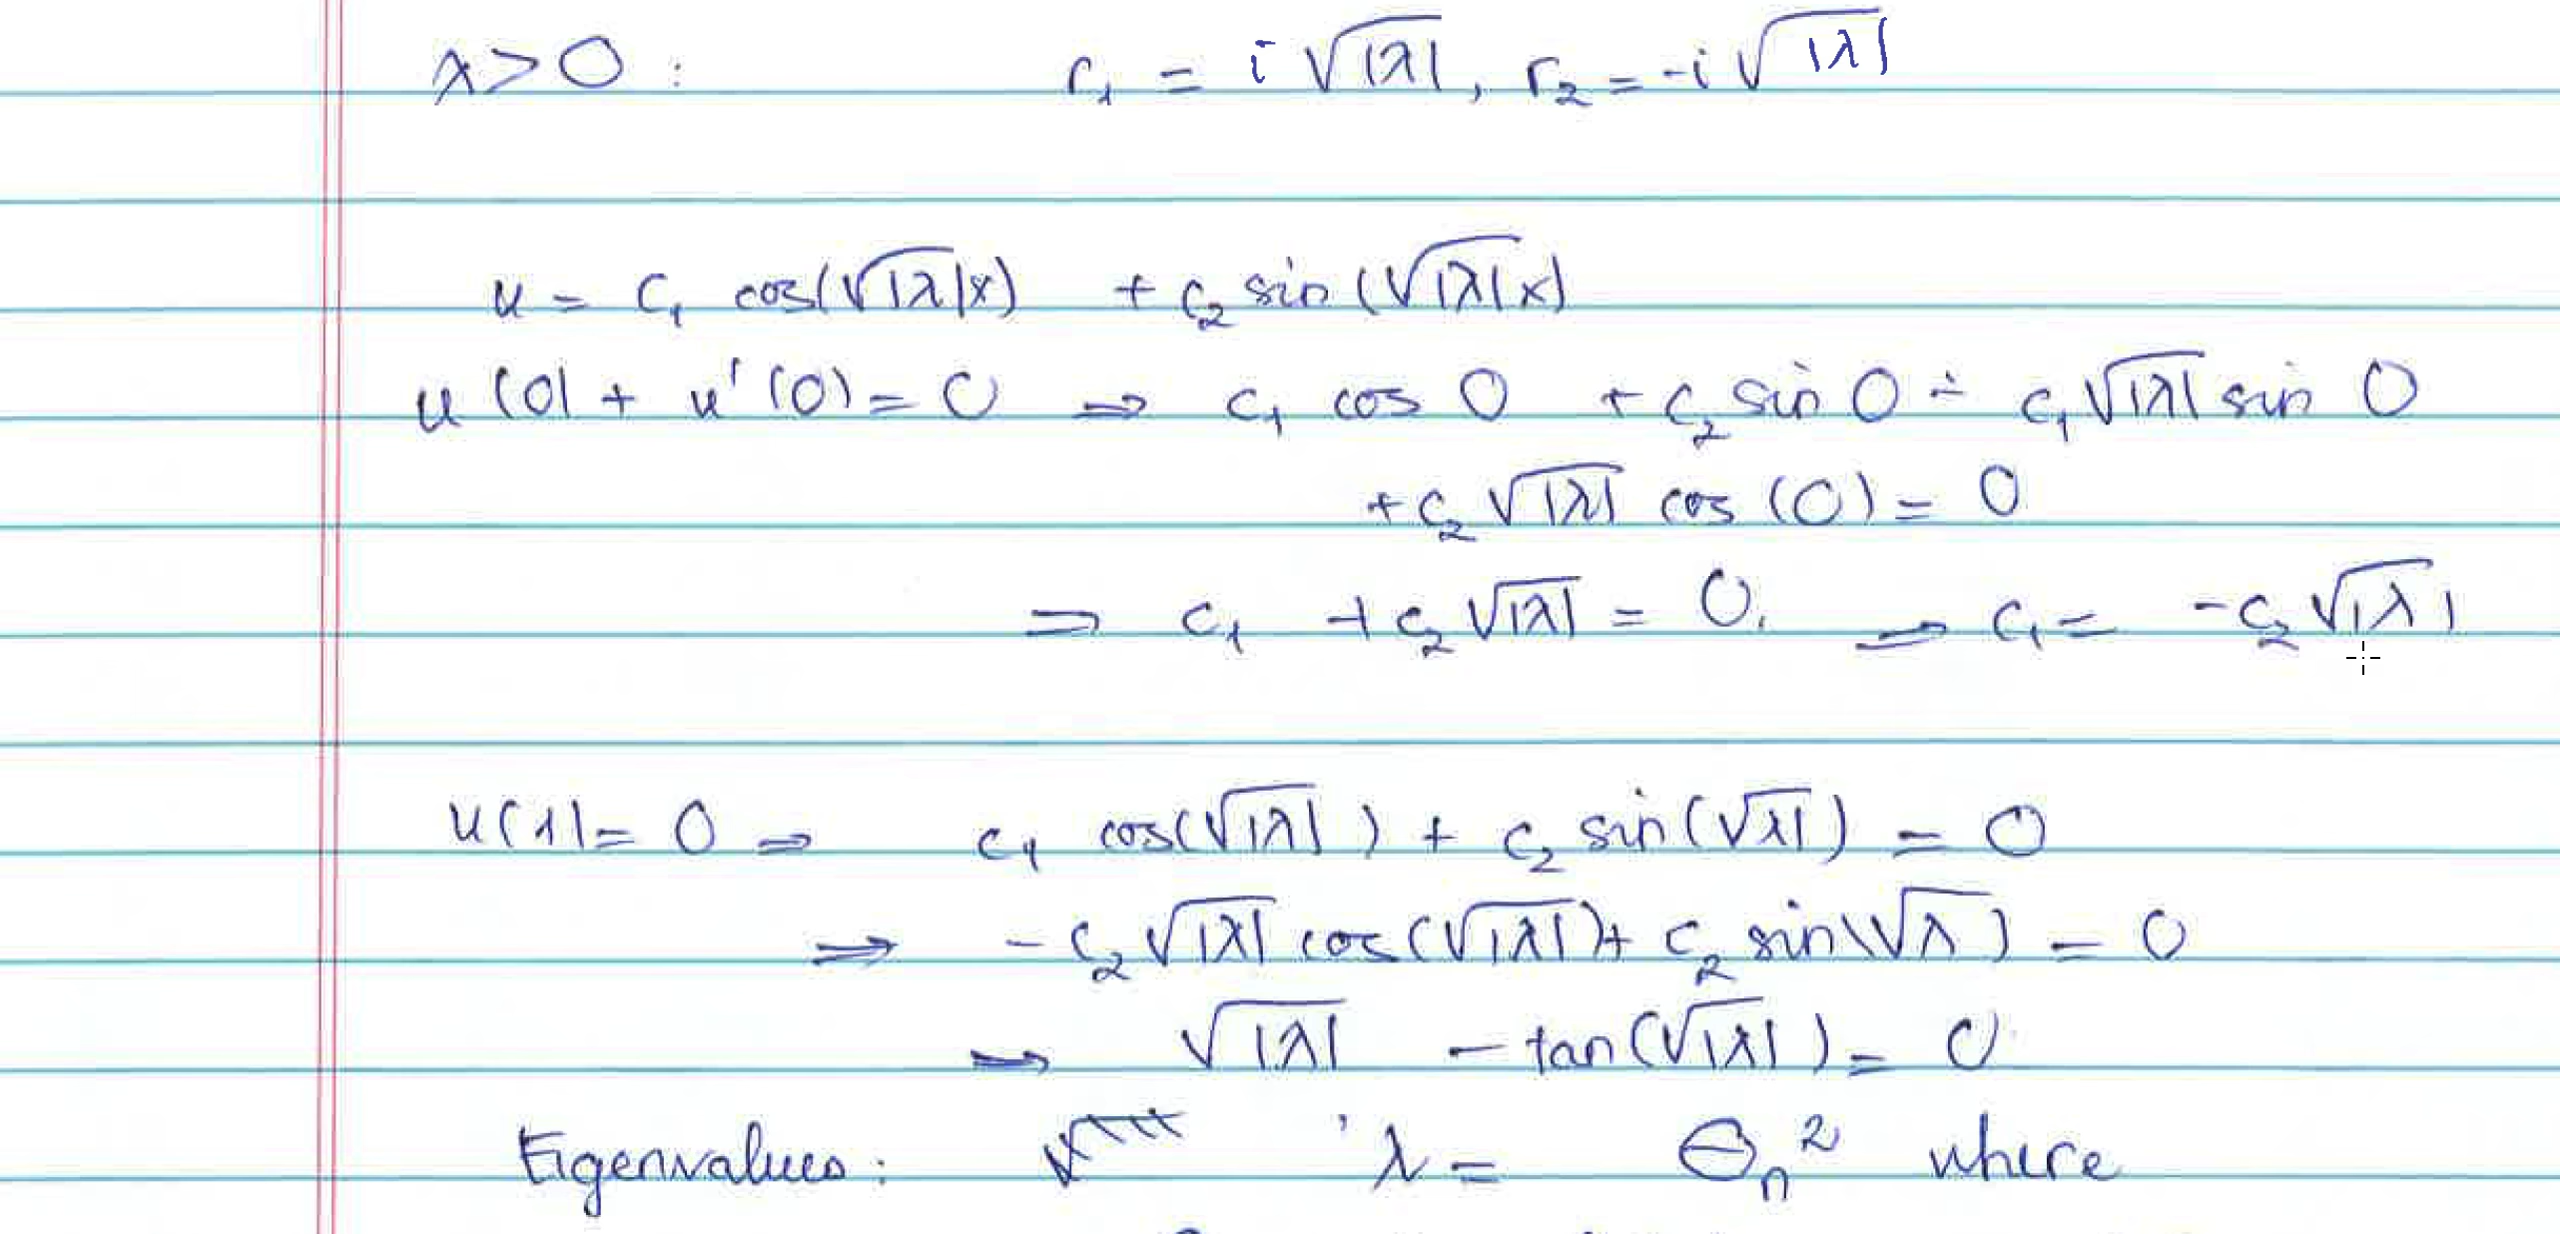 λ > 0 : r₁ = i √|λ| , r₂ = -i √|λ|
u = c₁ cos(√|λ|x) + c₂ sin(√|λ|x)
u(0) + u'(0) = 0 ⇒ c₁ cos 0 + c₂ sin 0 - c₁√|λ| sin 0
+ c₂ √|λ| cos(0) = 0
⇒ c₁ + c₂ √|λ| = 0. ⇒ c₁ = -c₂ √|λ|
u(1) = 0 ⇒ c₁ cos(√|λ|) + c₂ sin(√|λ|) = 0
⇒ -c₂ √|λ| cos(√|λ|) + c₂ sin(√λ) = 0
⇒ √|λ| - tan(√|λ|) = 0
Eigenvalues: λ = Θₙ² where